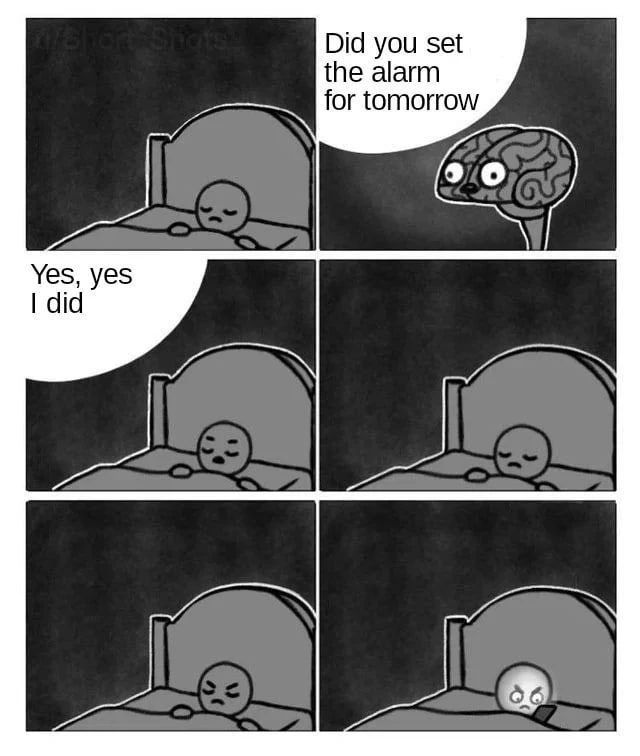 Did you set
the alarm
for tomorrow
Yes, yes
I did